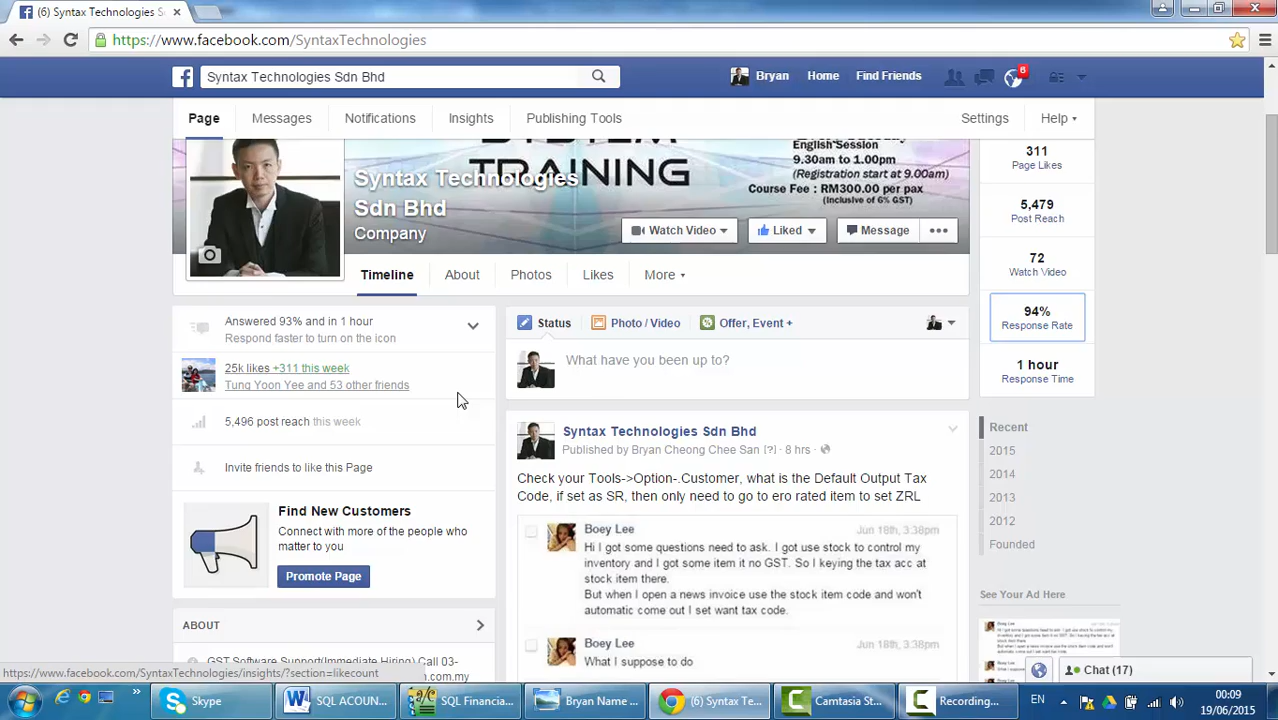 (6) Syntax Technologies S
https://www.facebook.com/SyntaxTechnologies
Syntax Technologies Sdn Bhd
Bryan Home Find Friends 6
Page Messages Notifications Insights Publishing Tools Settings Help
TRAINING
English Session
9.30am to 1.00pm
(Registration start at 9.00am)
Course Fee : RM300.00 per pax
(Inclusive of 6% GST)
Syntax Technologies
Sdn Bhd
Company
Watch Video Liked Message
Timeline About Photos Likes More
311
Page Likes
5,479
Post Reach
72
Watch Video
94%
Response Rate
1 hour
Response Time
Answered 93% and in 1 hour
Respond faster to turn on the icon
25k likes +311 this week
Tung Yoon Yee and 53 other friends
5,496 post reach this week
Invite friends to like this Page
Find New Customers
Connect with more of the people who
matter to you
Promote Page
ABOUT
GST Software Support
Hiring) Call 03-
com.my
Status Photo / Video Offer, Event +
What have you been up to?
Syntax Technologies Sdn Bhd
Published by Bryan Cheong Chee San [?] · 8 hrs ·
Check your Tools->Option-.Customer, what is the Default Output Tax
Code, if set as SR, then only need to go to ero rated item to set ZRL
Boey Lee Jun 18th, 3:38pm
Hi I got some questions need to ask. I got use stock to control my
inventory and I got some item it no GST. So I keying the tax acc at
stock item there.
But when I open a news invoice use the stock item code and won't
automatic come out I set want tax code.
Boey Lee Jun 18th, 3:38pm
What I suppose to do
Recent
2015
2014
2013
2012
Founded
See Your Ad Here
Chat (17)
https://www.facebook.com/SyntaxTechnologies/insights/?section=likecount
Skype
SQL ACOUN...
SQL Financia...
Bryan Name ...
(6) Syntax Te...
Camtasia St...
Recording...
EN
00:09
19/06/2015